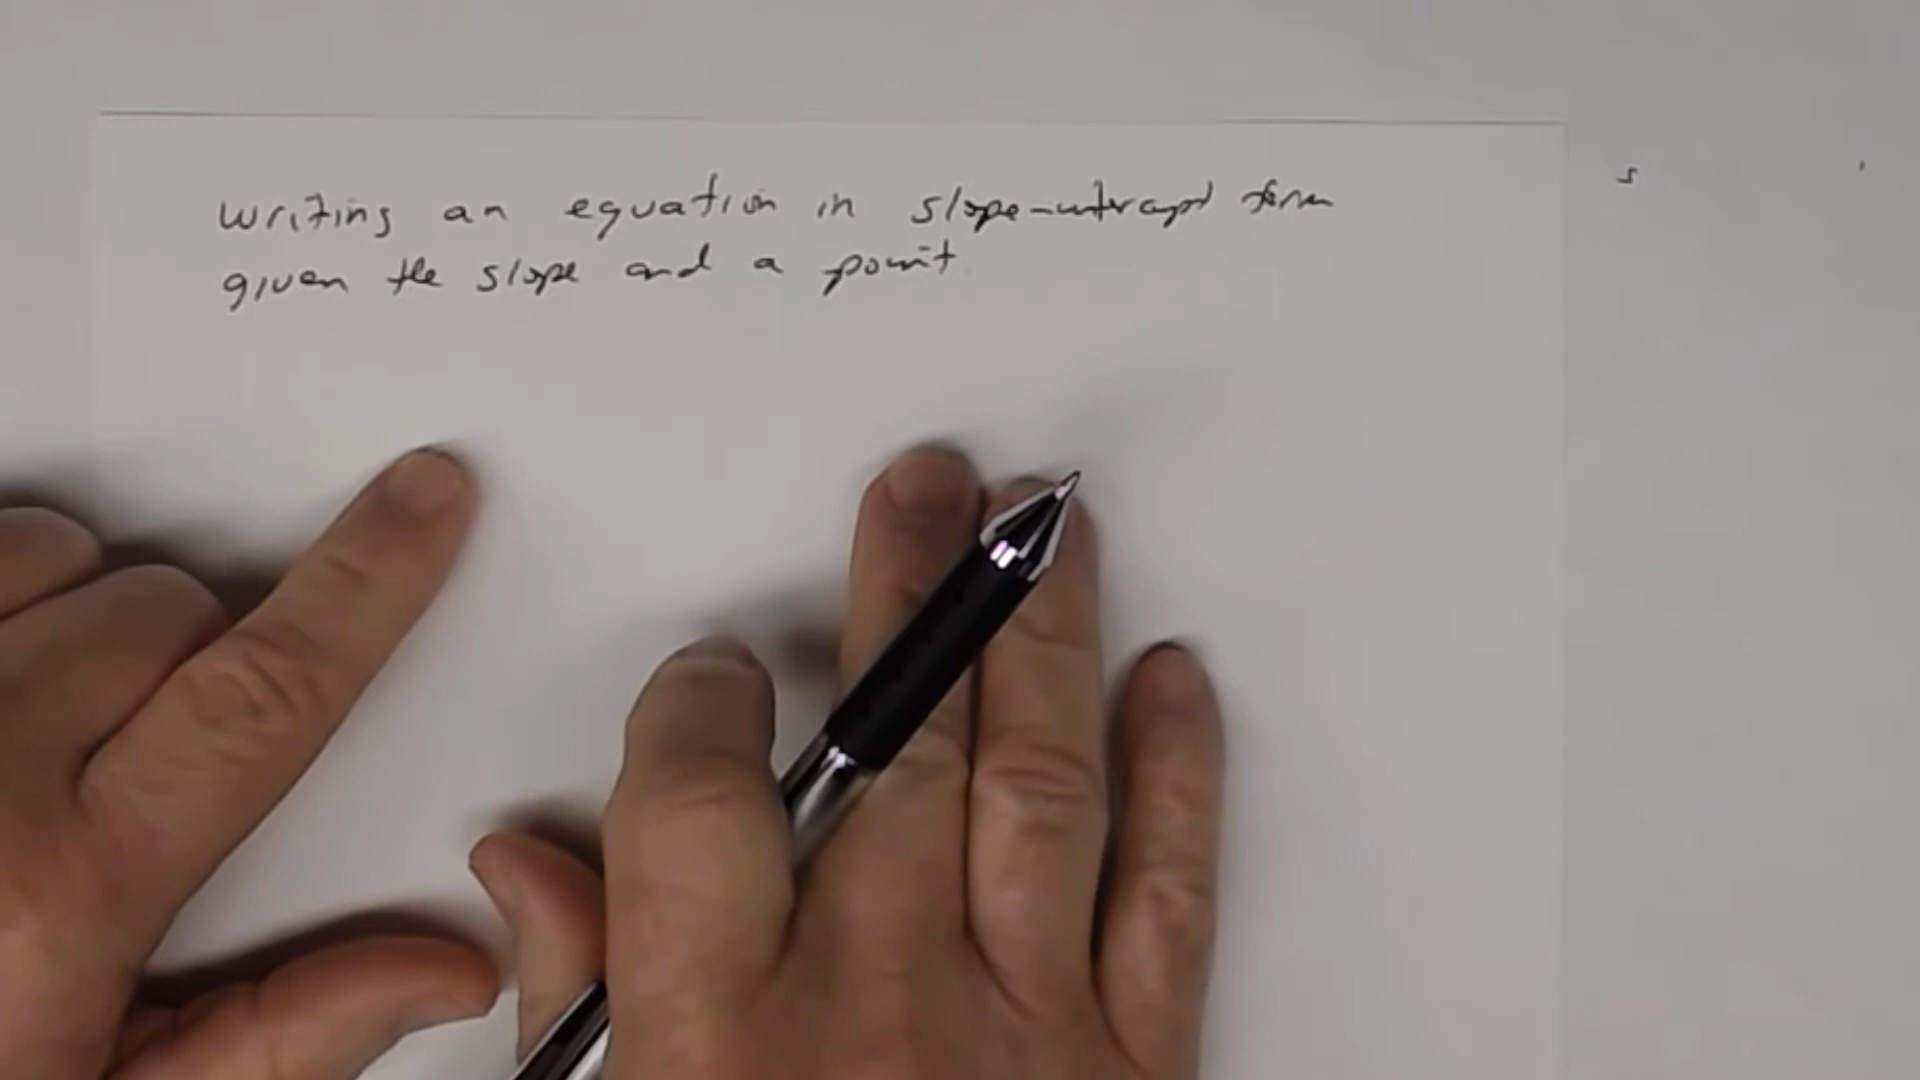 Writing an equation in slope-intercept form
given the slope and a point
s